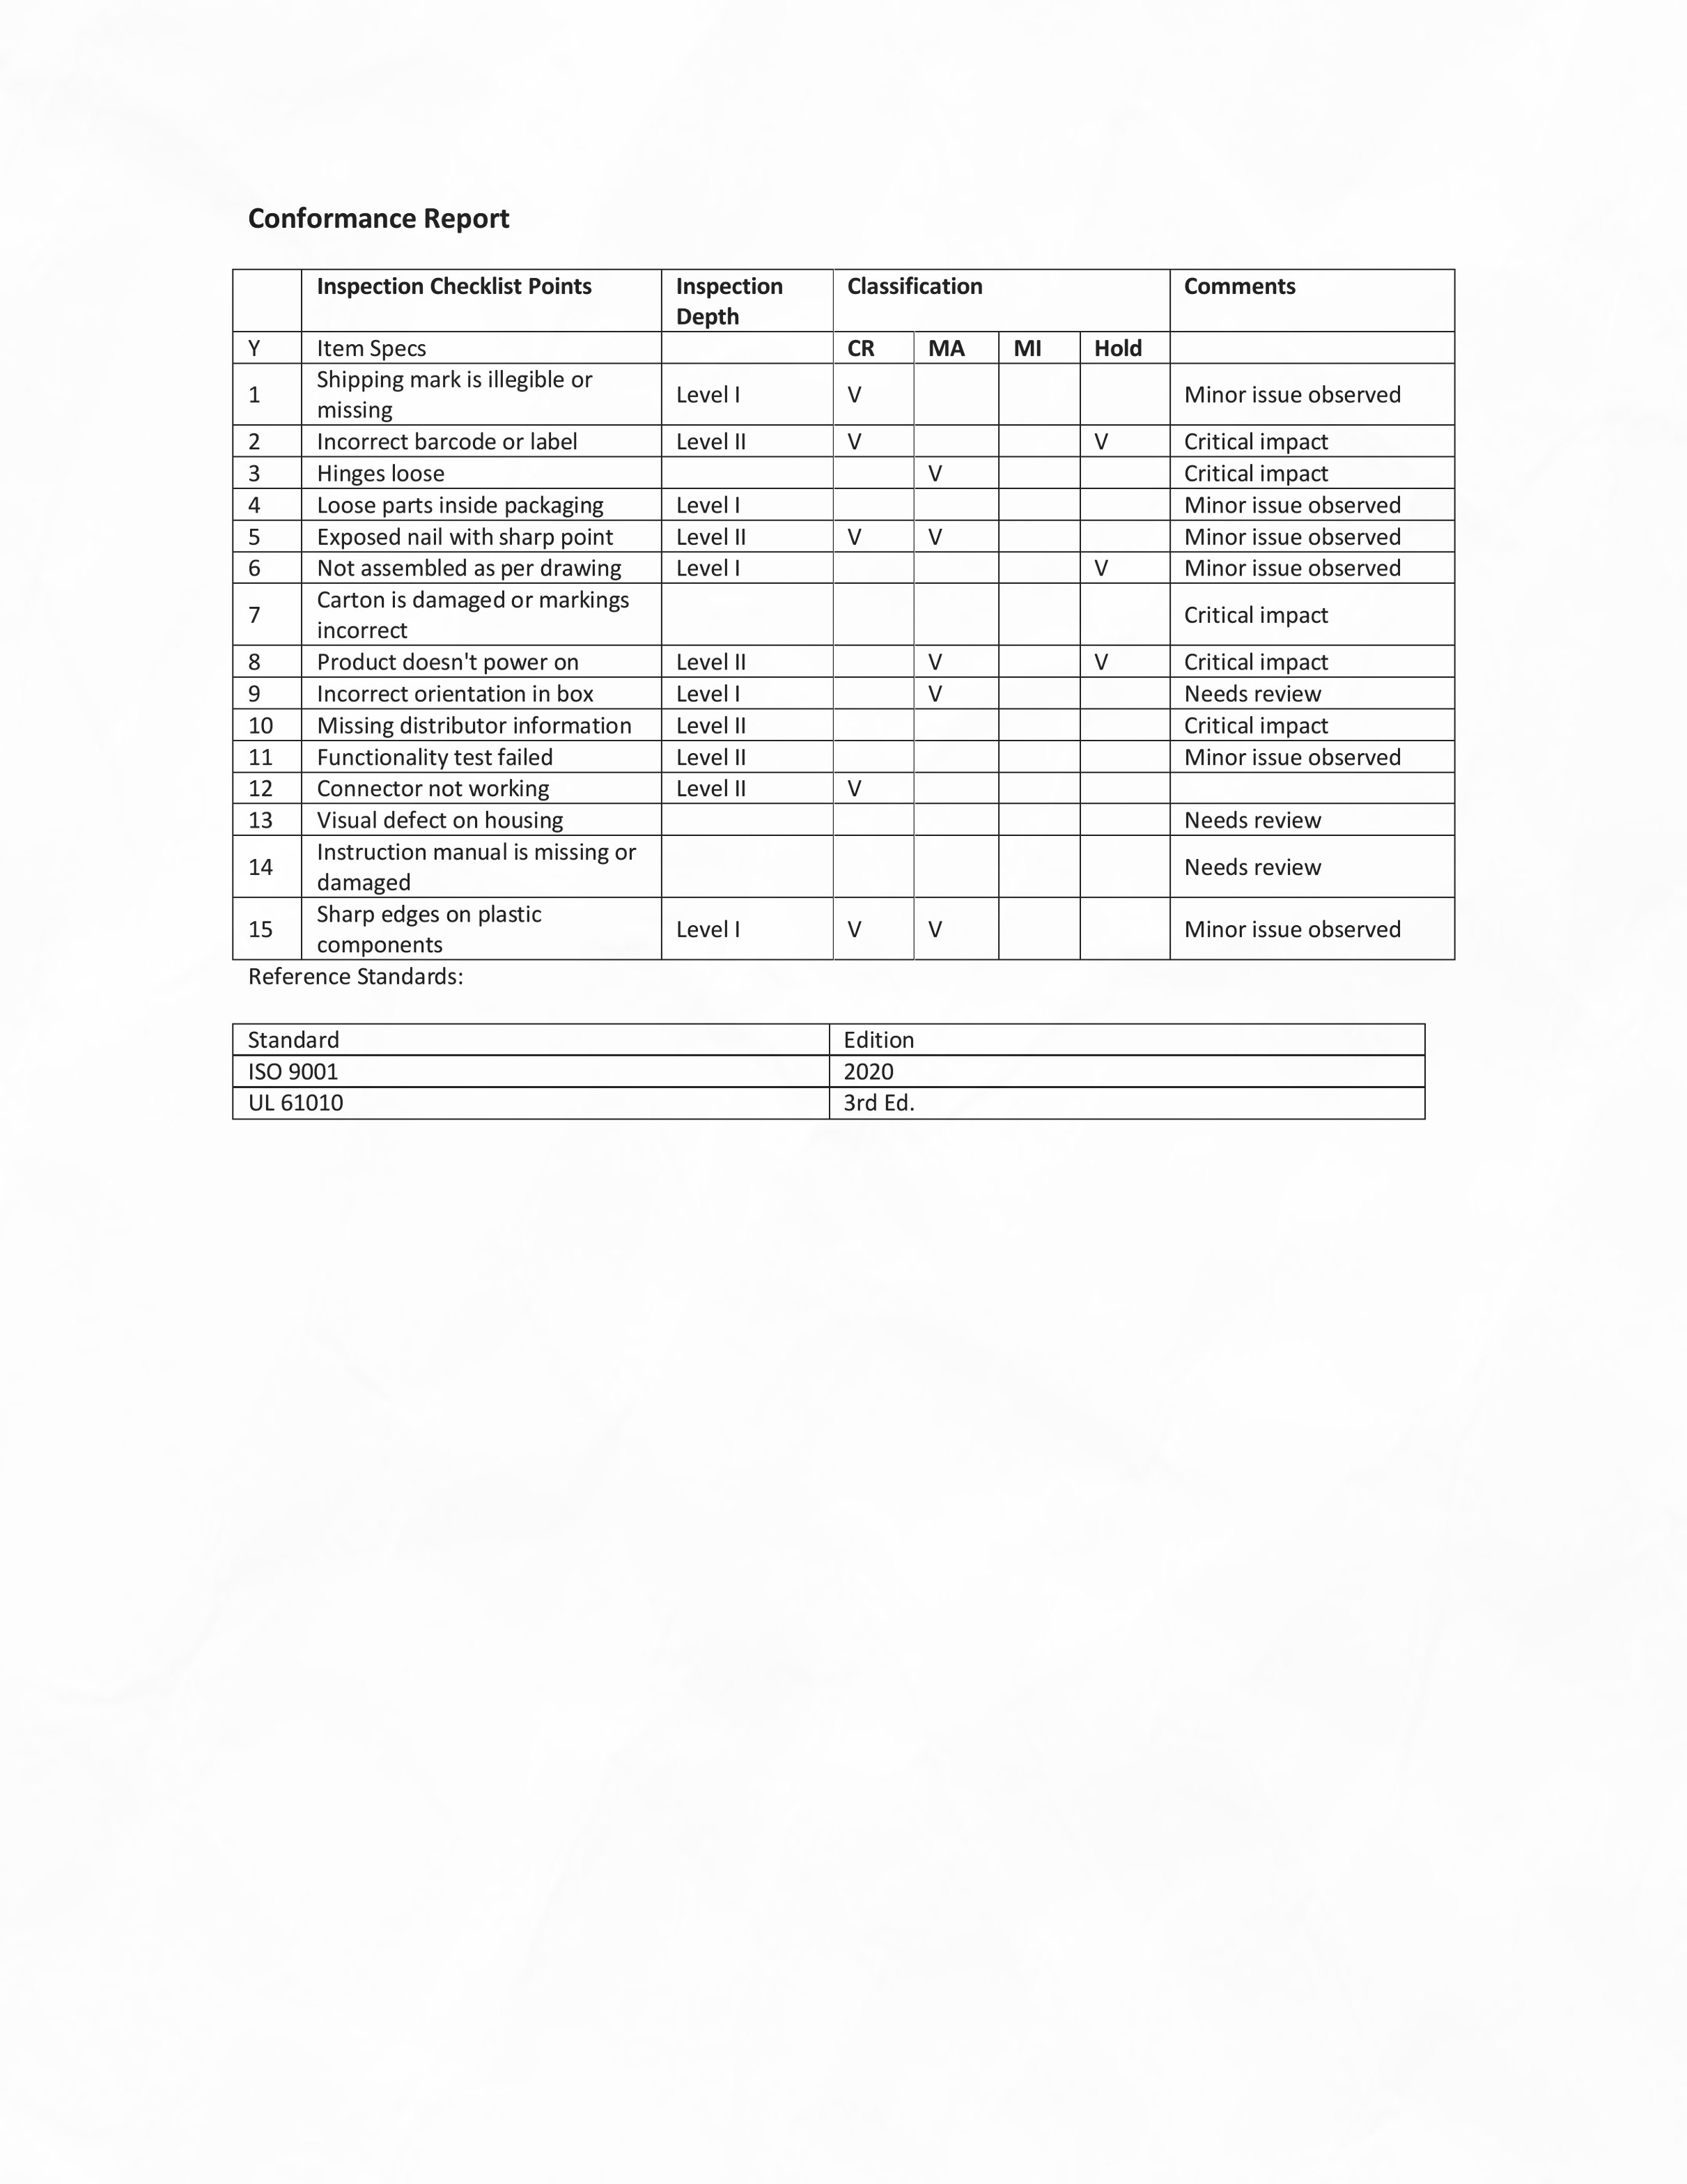 Conformance Report
Inspection Checklist Points Inspection Depth Classification Comments
Y Item Specs CR MA MI Hold
1 Shipping mark is illegible or missing Level I V Minor issue observed
2 Incorrect barcode or label Level II V V Critical impact
3 Hinges loose V Critical impact
4 Loose parts inside packaging Level I Minor issue observed
5 Exposed nail with sharp point Level II V V Minor issue observed
6 Not assembled as per drawing Level I V Minor issue observed
7 Carton is damaged or markings incorrect Critical impact
8 Product doesn't power on Level II V V Critical impact
9 Incorrect orientation in box Level I V Needs review
10 Missing distributor information Level II Critical impact
11 Functionality test failed Level II Minor issue observed
12 Connector not working Level II V
13 Visual defect on housing Needs review
14 Instruction manual is missing or damaged Needs review
15 Sharp edges on plastic components Level I V V Minor issue observed
Reference Standards:
Standard Edition
ISO 9001 2020
UL 61010 3rd Ed.